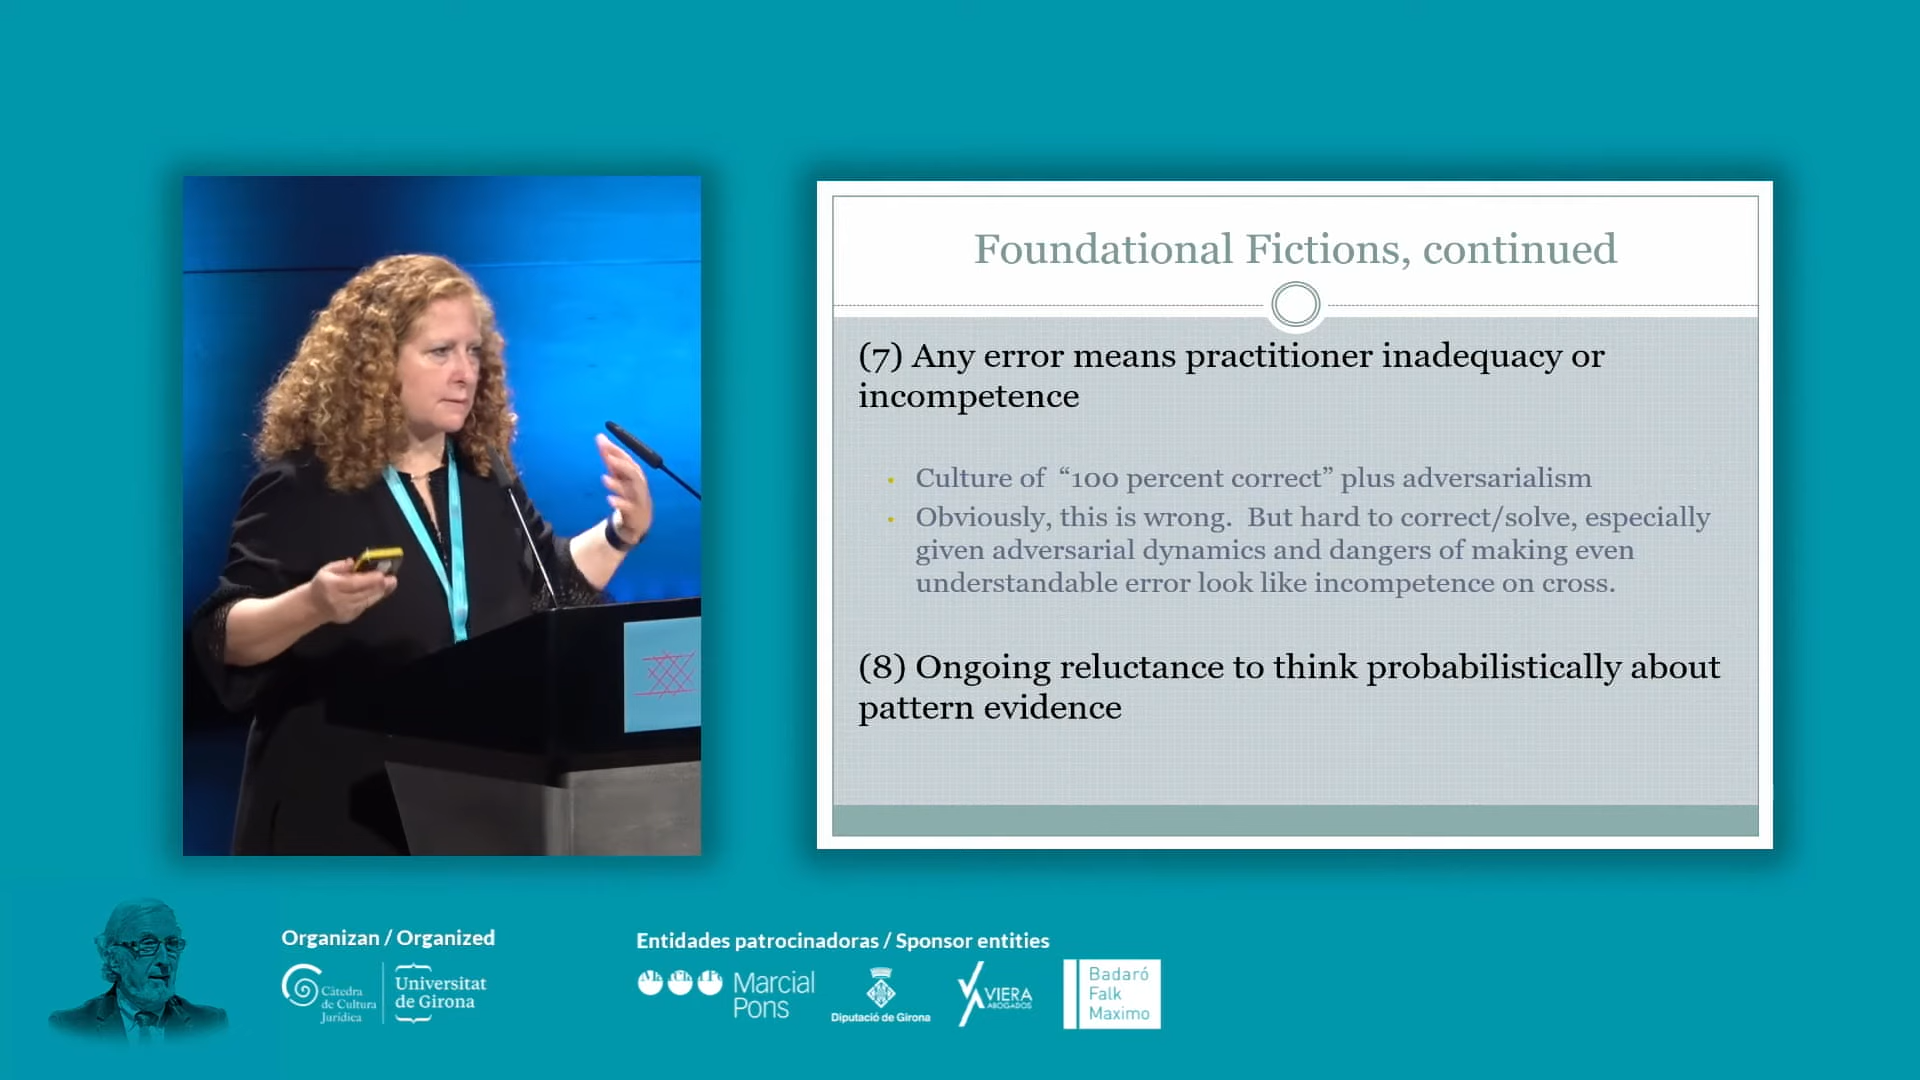 Foundational Fictions, continued
(7) Any error means practitioner inadequacy or
incompetence
Culture of “100 percent correct” plus adversarialism
Obviously, this is wrong. But hard to correct/solve, especially
given adversarial dynamics and dangers of making even
understandable error look like incompetence on cross.
(8) Ongoing reluctance to think probabilistically about
pattern evidence
Organizan / Organized
Càtedra
de Cultura
Jurídica
Universitat
de Girona
Entidades patrocinadoras / Sponsor entities
Marcial
Pons
Diputació de Girona
VIERA
ABOGADOS
Badaró
Falk
Maximo